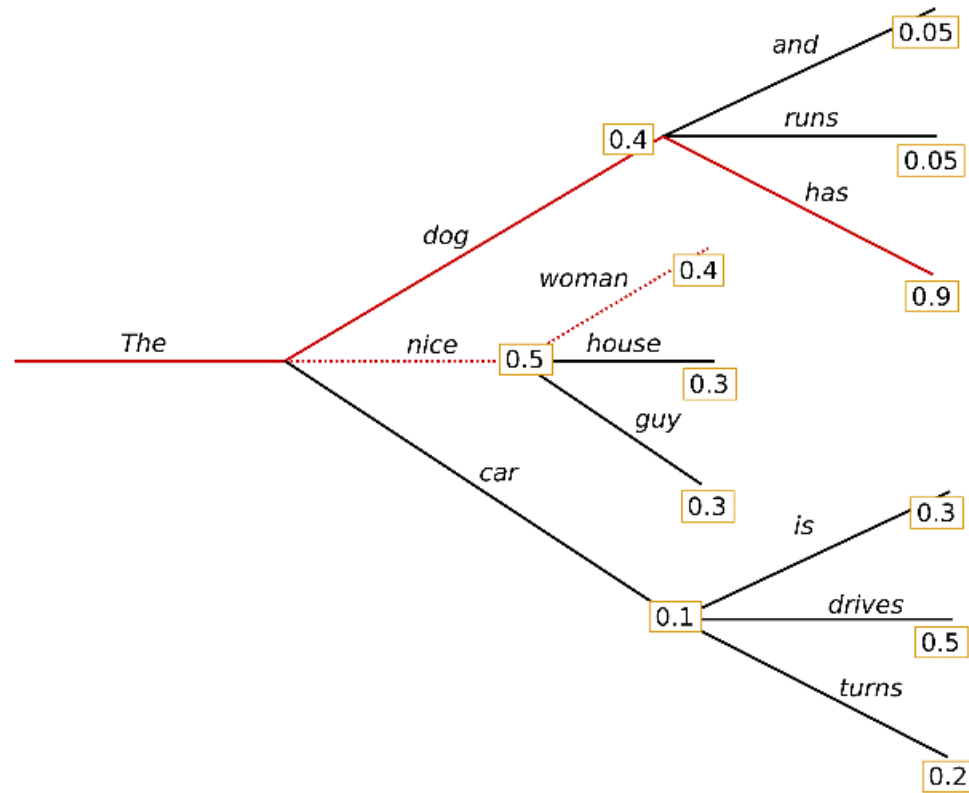 and
0.05
runs
0.4
0.05
has
dog
woman
0.4
0.9
The
nice
0.5
house
0.3
guy
car
0.3
is
0.3
0.1
drives
0.5
turns
0.2